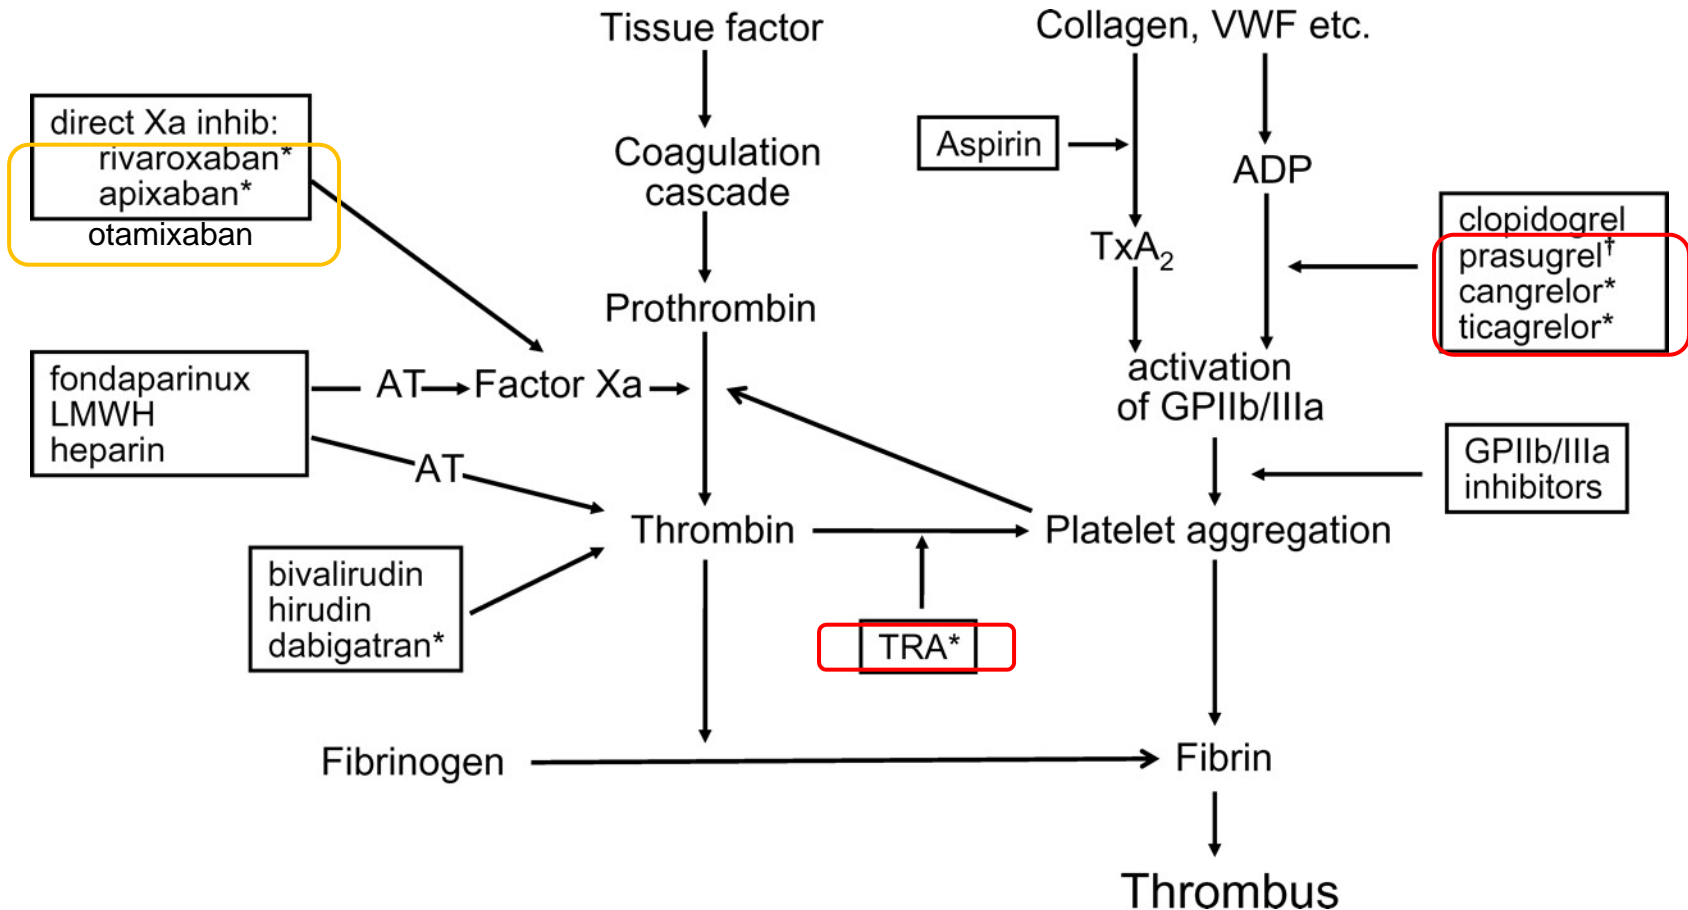 Tissue factor
Collagen, VWF etc.
direct Xa inhib:
rivaroxaban*
apixaban*
otamixaban
Coagulation
cascade
Aspirin
ADP
TxA₂
clopidogrel
prasugrel†
cangrelor*
ticagrelor*
Prothrombin
fondaparinux
LMWH
heparin
AT
Factor Xa
AT
activation
of GPIIb/IIIa
GPIIb/IIIa
inhibitors
Thrombin
Platelet aggregation
bivalirudin
hirudin
dabigatran*
TRA*
Fibrinogen
Fibrin
Thrombus